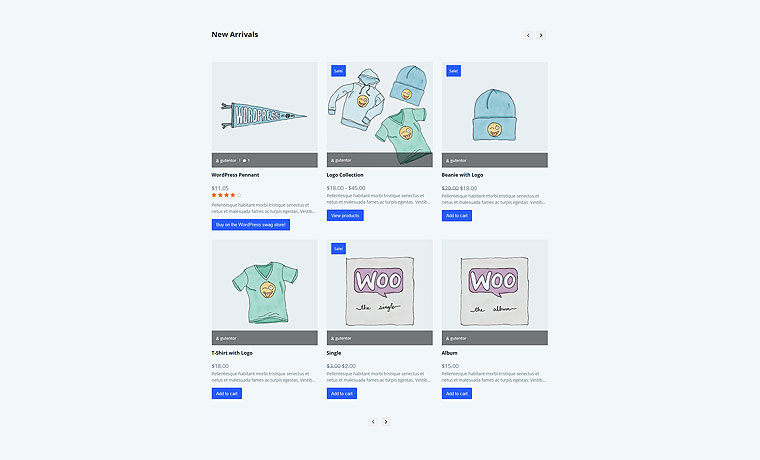 New Arrivals
WORDPRESS
gutentor | 1
WordPress Pennant
$11.05
Pellentesque habitant morbi tristique senectus et
netus et malesuada fames ac turpis egestas. Vestib...
Buy on the WordPress swag store!
Sale!
gutentor
Logo Collection
$18.00 - $45.00
Pellentesque habitant morbi tristique senectus et
netus et malesuada fames ac turpis egestas. Vestib...
View products
Sale!
gutentor
Beanie with Logo
$20.00 $18.00
Pellentesque habitant morbi tristique senectus et
netus et malesuada fames ac turpis egestas. Vestib...
Add to cart
gutentor
T-Shirt with Logo
$18.00
Pellentesque habitant morbi tristique senectus et
netus et malesuada fames ac turpis egestas. Vestib...
Add to cart
Sale!
WOO
the single
gutentor
Single
$3.00 $2.00
Pellentesque habitant morbi tristique senectus et
netus et malesuada fames ac turpis egestas. Vestib...
Add to cart
WOO
the album
gutentor
Album
$15.00
Pellentesque habitant morbi tristique senectus et
netus et malesuada fames ac turpis egestas. Vestib...
Add to cart